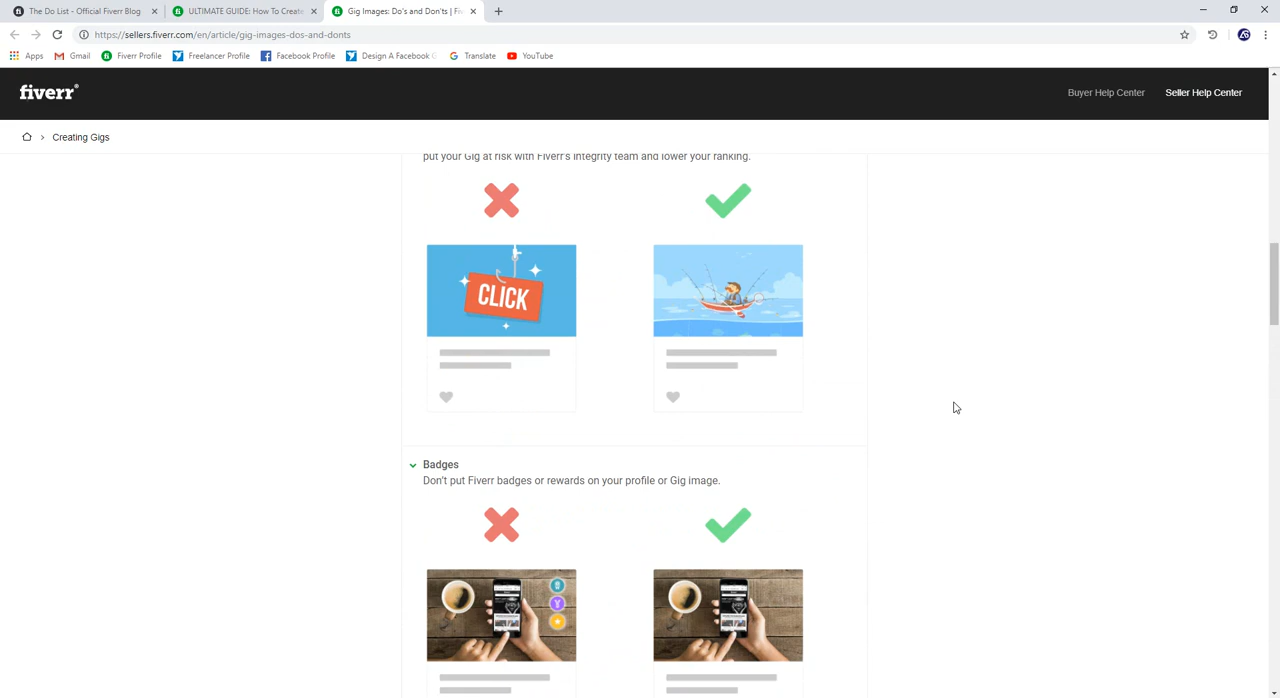 The Do List - Official Fiverr Blog
ULTIMATE GUIDE: How To Create
Gig Images: Do's and Don'ts | Fiv
https://sellers.fiverr.com/en/article/gig-images-dos-and-donts
Apps
Gmail
Fiverr Profile
Freelancer Profile
Facebook Profile
Design A Facebook
Translate
YouTube
fiverr®
Buyer Help Center
Seller Help Center
Creating Gigs
put your Gig at risk with Fiverr's integrity team and lower your ranking.
CLICK
Badges
Don't put Fiverr badges or rewards on your profile or Gig image.